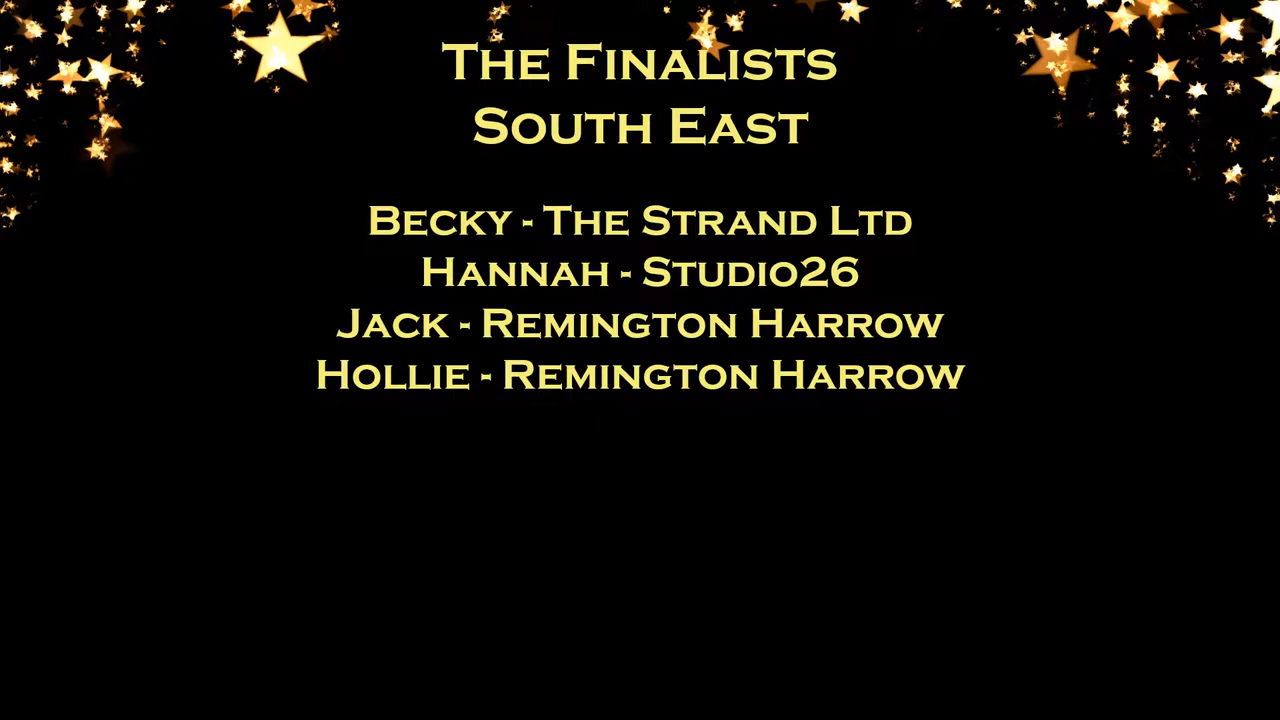 The Finalists
South East
Becky - The Strand Ltd
Hannah - Studio26
Jack - Remington Harrow
Hollie - Remington Harrow